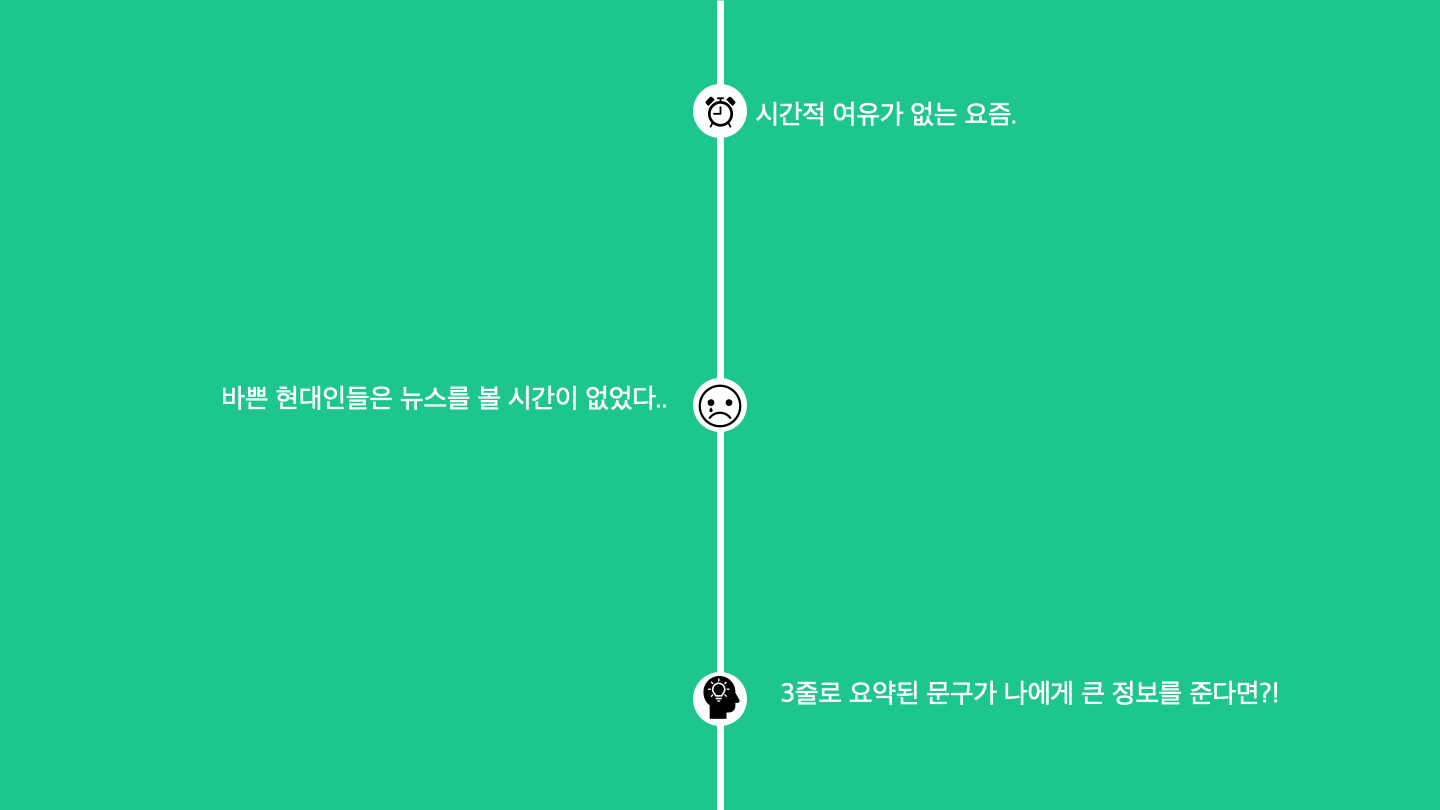 시간적 여유가 없는 요즘.
바쁜 현대인들은 뉴스를 볼 시간이 없었다..
3줄로 요약된 문구가 나에게 큰 정보를 준다면?!